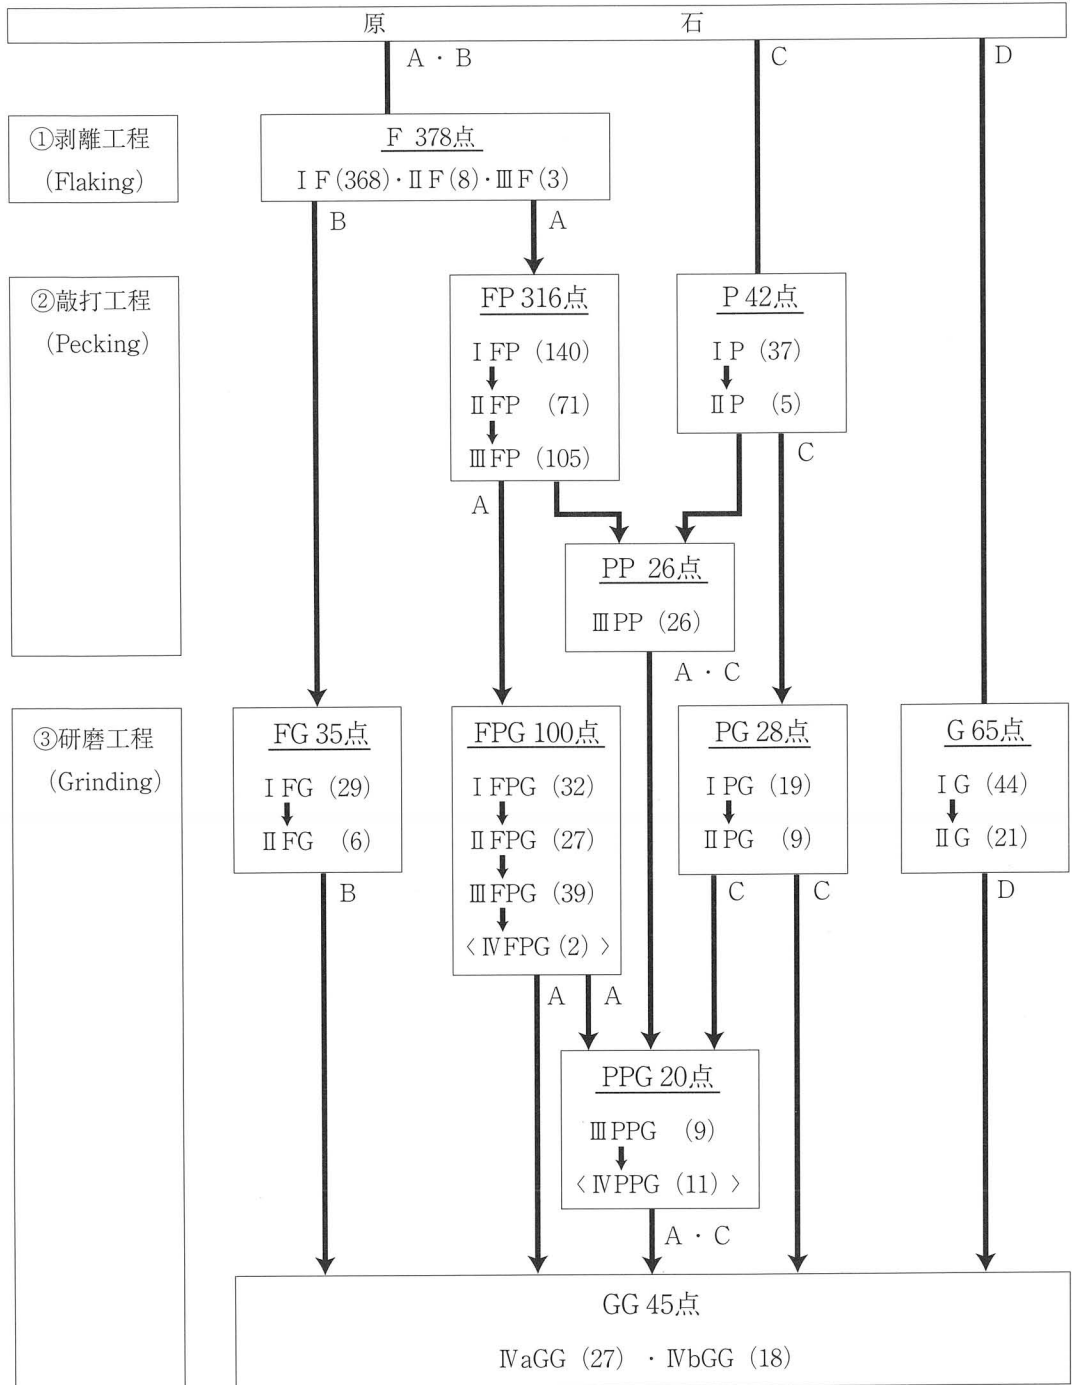 原 石
A・B
C
D
①剥離工程
(Flaking)
F 378点
ⅠF(368)・ⅡF(8)・ⅢF(3)
B
A
②敲打工程
(Pecking)
FP 316点
ⅠFP (140)
ⅡFP (71)
ⅢFP (105)
P 42点
ⅠP (37)
ⅡP (5)
A
C
PP 26点
ⅢPP (26)
A・C
③研磨工程
(Grinding)
FG 35点
ⅠFG (29)
ⅡFG (6)
FPG 100点
ⅠFPG (32)
ⅡFPG (27)
ⅢFPG (39)
〈ⅣFPG (2)〉
PG 28点
ⅠPG (19)
ⅡPG (9)
G 65点
ⅠG (44)
ⅡG (21)
B
A
A
C
C
D
PPG 20点
ⅢPPG (9)
〈ⅣPPG (11)〉
A・C
GG 45点
ⅣaGG (27)・ⅣbGG (18)